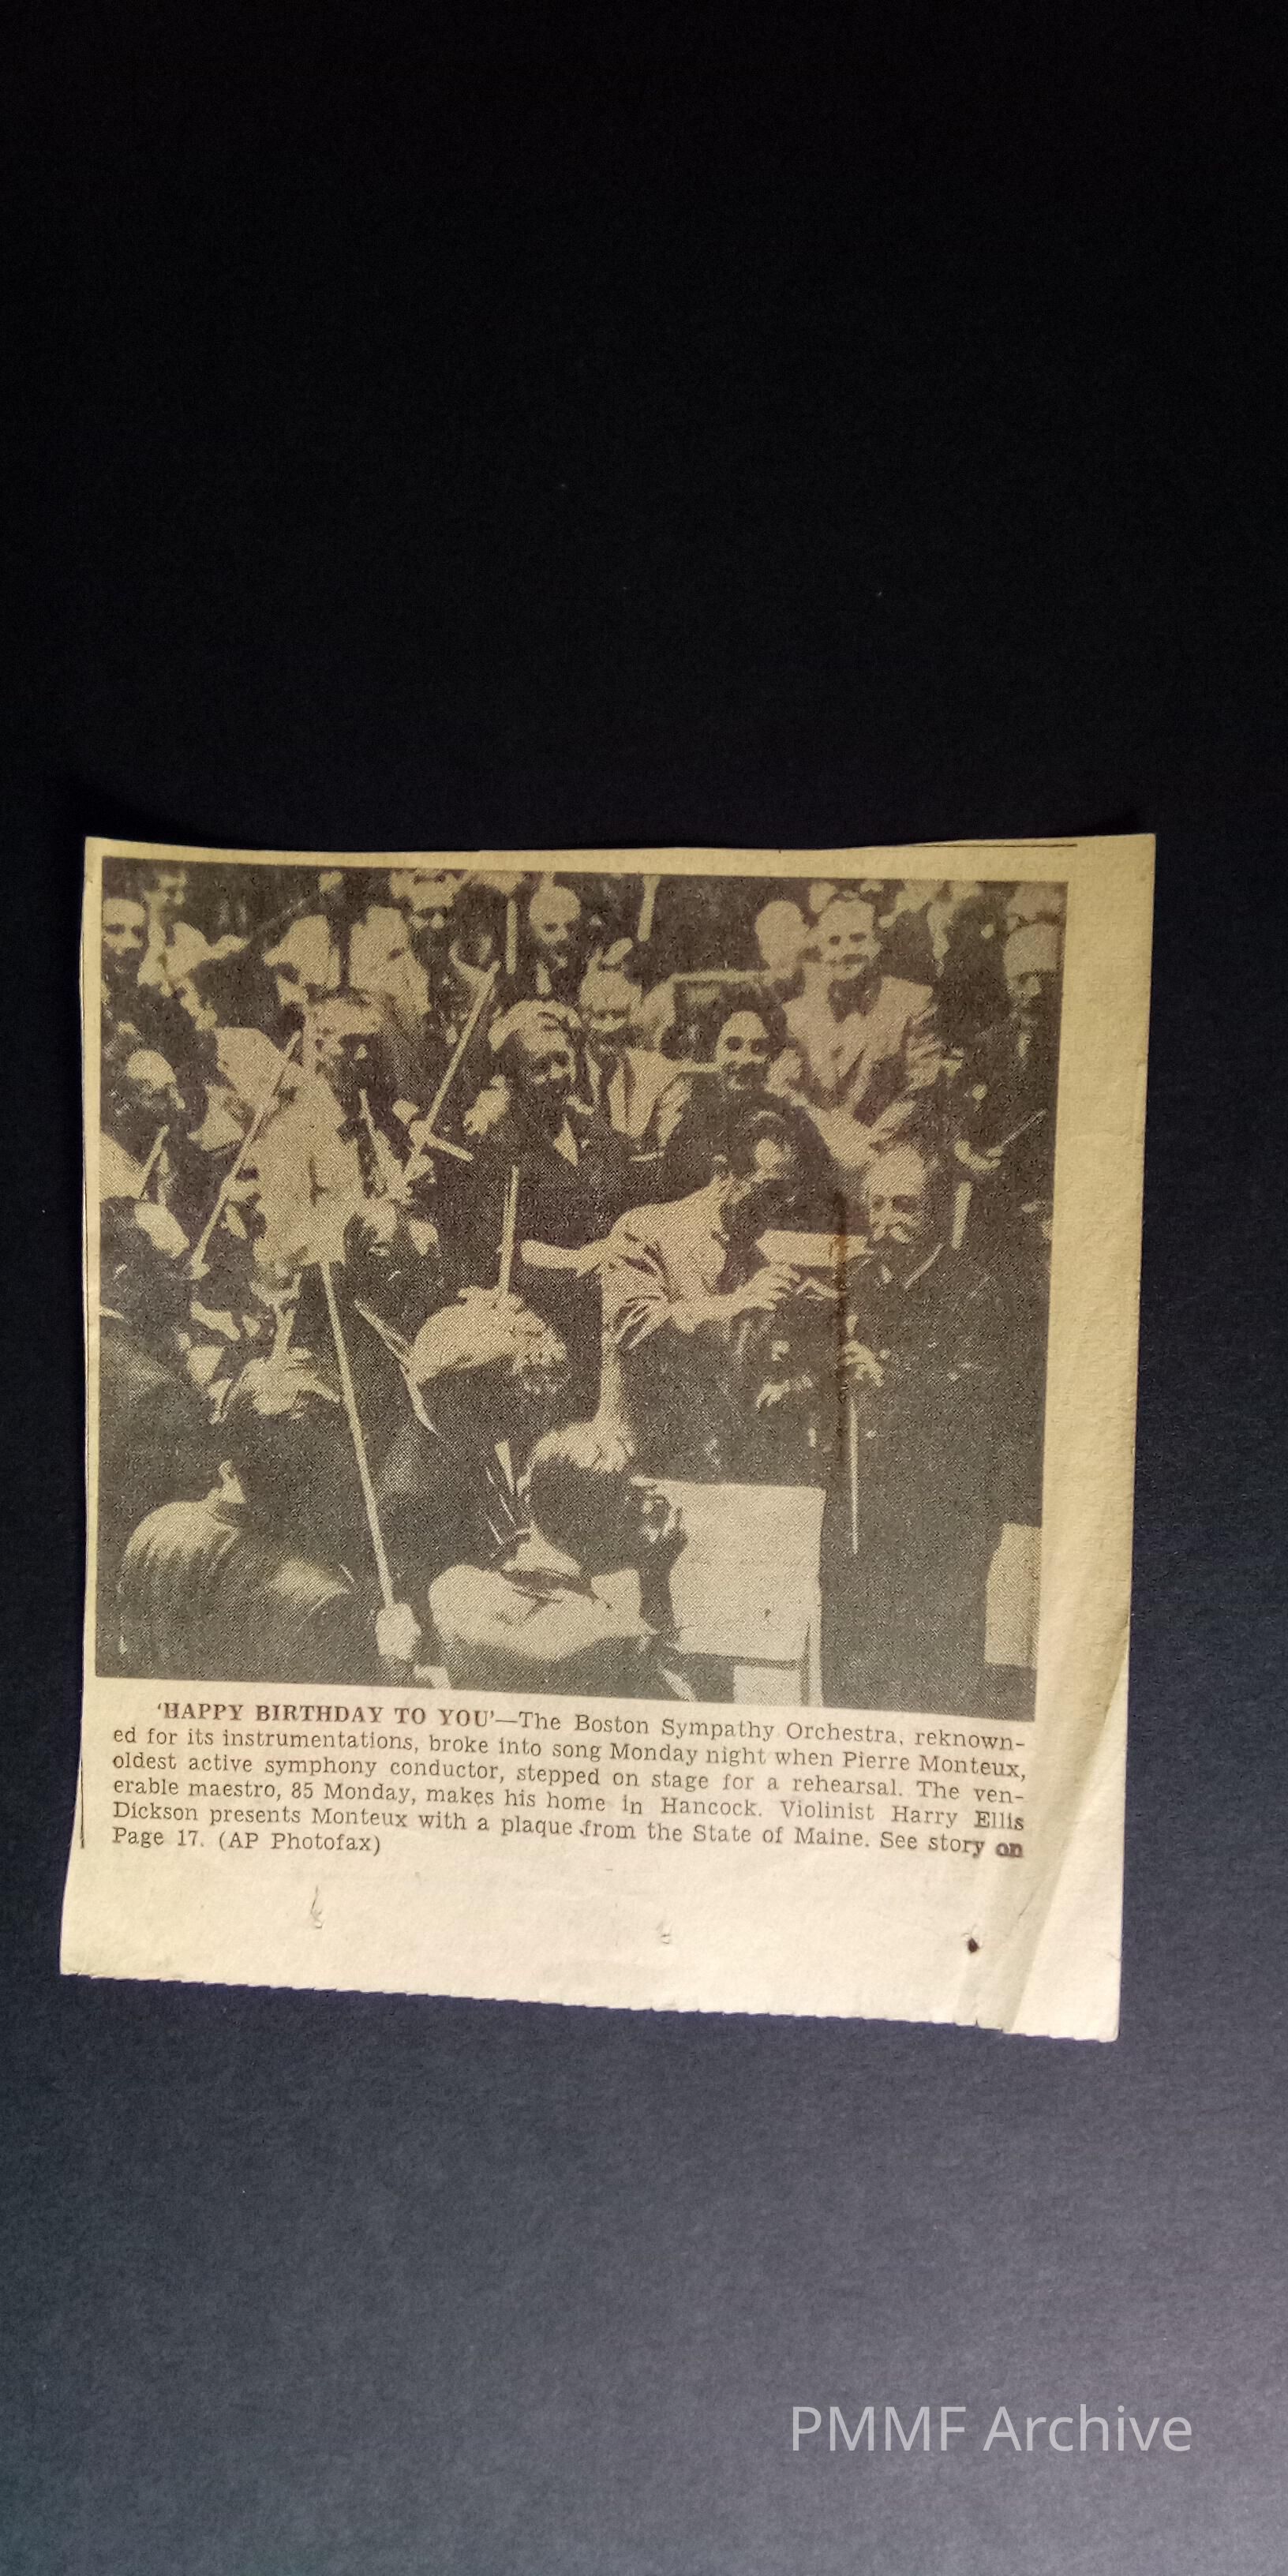 'HAPPY BIRTHDAY TO YOU'—The Boston Sympathy Orchestra, reknown-
ed for its instrumentations, broke into song Monday night when Pierre Monteux,
oldest active symphony conductor, stepped on stage for a rehearsal. The ven-
erable maestro, 85 Monday, makes his home in Hancock. Violinist Harry Ellis
Dickson presents Monteux with a plaque from the State of Maine. See story on
Page 17. (AP Photofax)
PMMF Archive